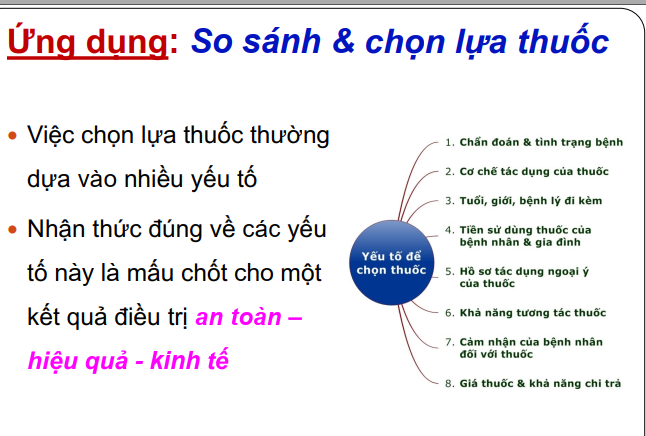 Ứng dụng: So sánh & chọn lựa thuốc
• Việc chọn lựa thuốc thường
dựa vào nhiều yếu tố
• Nhận thức đúng về các yếu
tố này là mấu chốt cho một
kết quả điều trị an toàn –
hiệu quả - kinh tế
Yếu tố để
chọn thuốc
1. Chẩn đoán & tình trạng bệnh
2. Cơ chế tác dụng của thuốc
3. Tuổi, giới, bệnh lý đi kèm
4. Tiền sử dùng thuốc của
bệnh nhân & gia đình
5. Hồ sơ tác dụng ngoại ý
của thuốc
6. Khả năng tương tác thuốc
7. Cảm nhận của bệnh nhân
đối với thuốc
8. Giá thuốc & khả năng chi trả